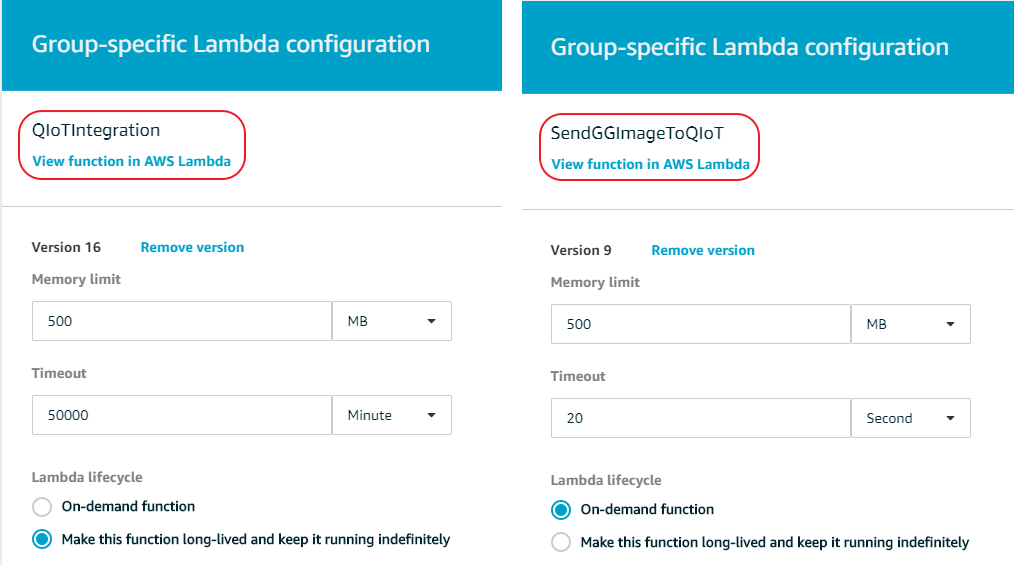 Group-specific Lambda configuration
QIoTIntegration
View function in AWS Lambda
Version 16 Remove version
Memory limit
500 MB
Timeout
50000 Minute
Lambda lifecycle
On-demand function
Make this function long-lived and keep it running indefinitely
Group-specific Lambda configuration
SendGGImageToQIoT
View function in AWS Lambda
Version 9 Remove version
Memory limit
500 MB
Timeout
20 Second
Lambda lifecycle
On-demand function
Make this function long-lived and keep it running indefinitely